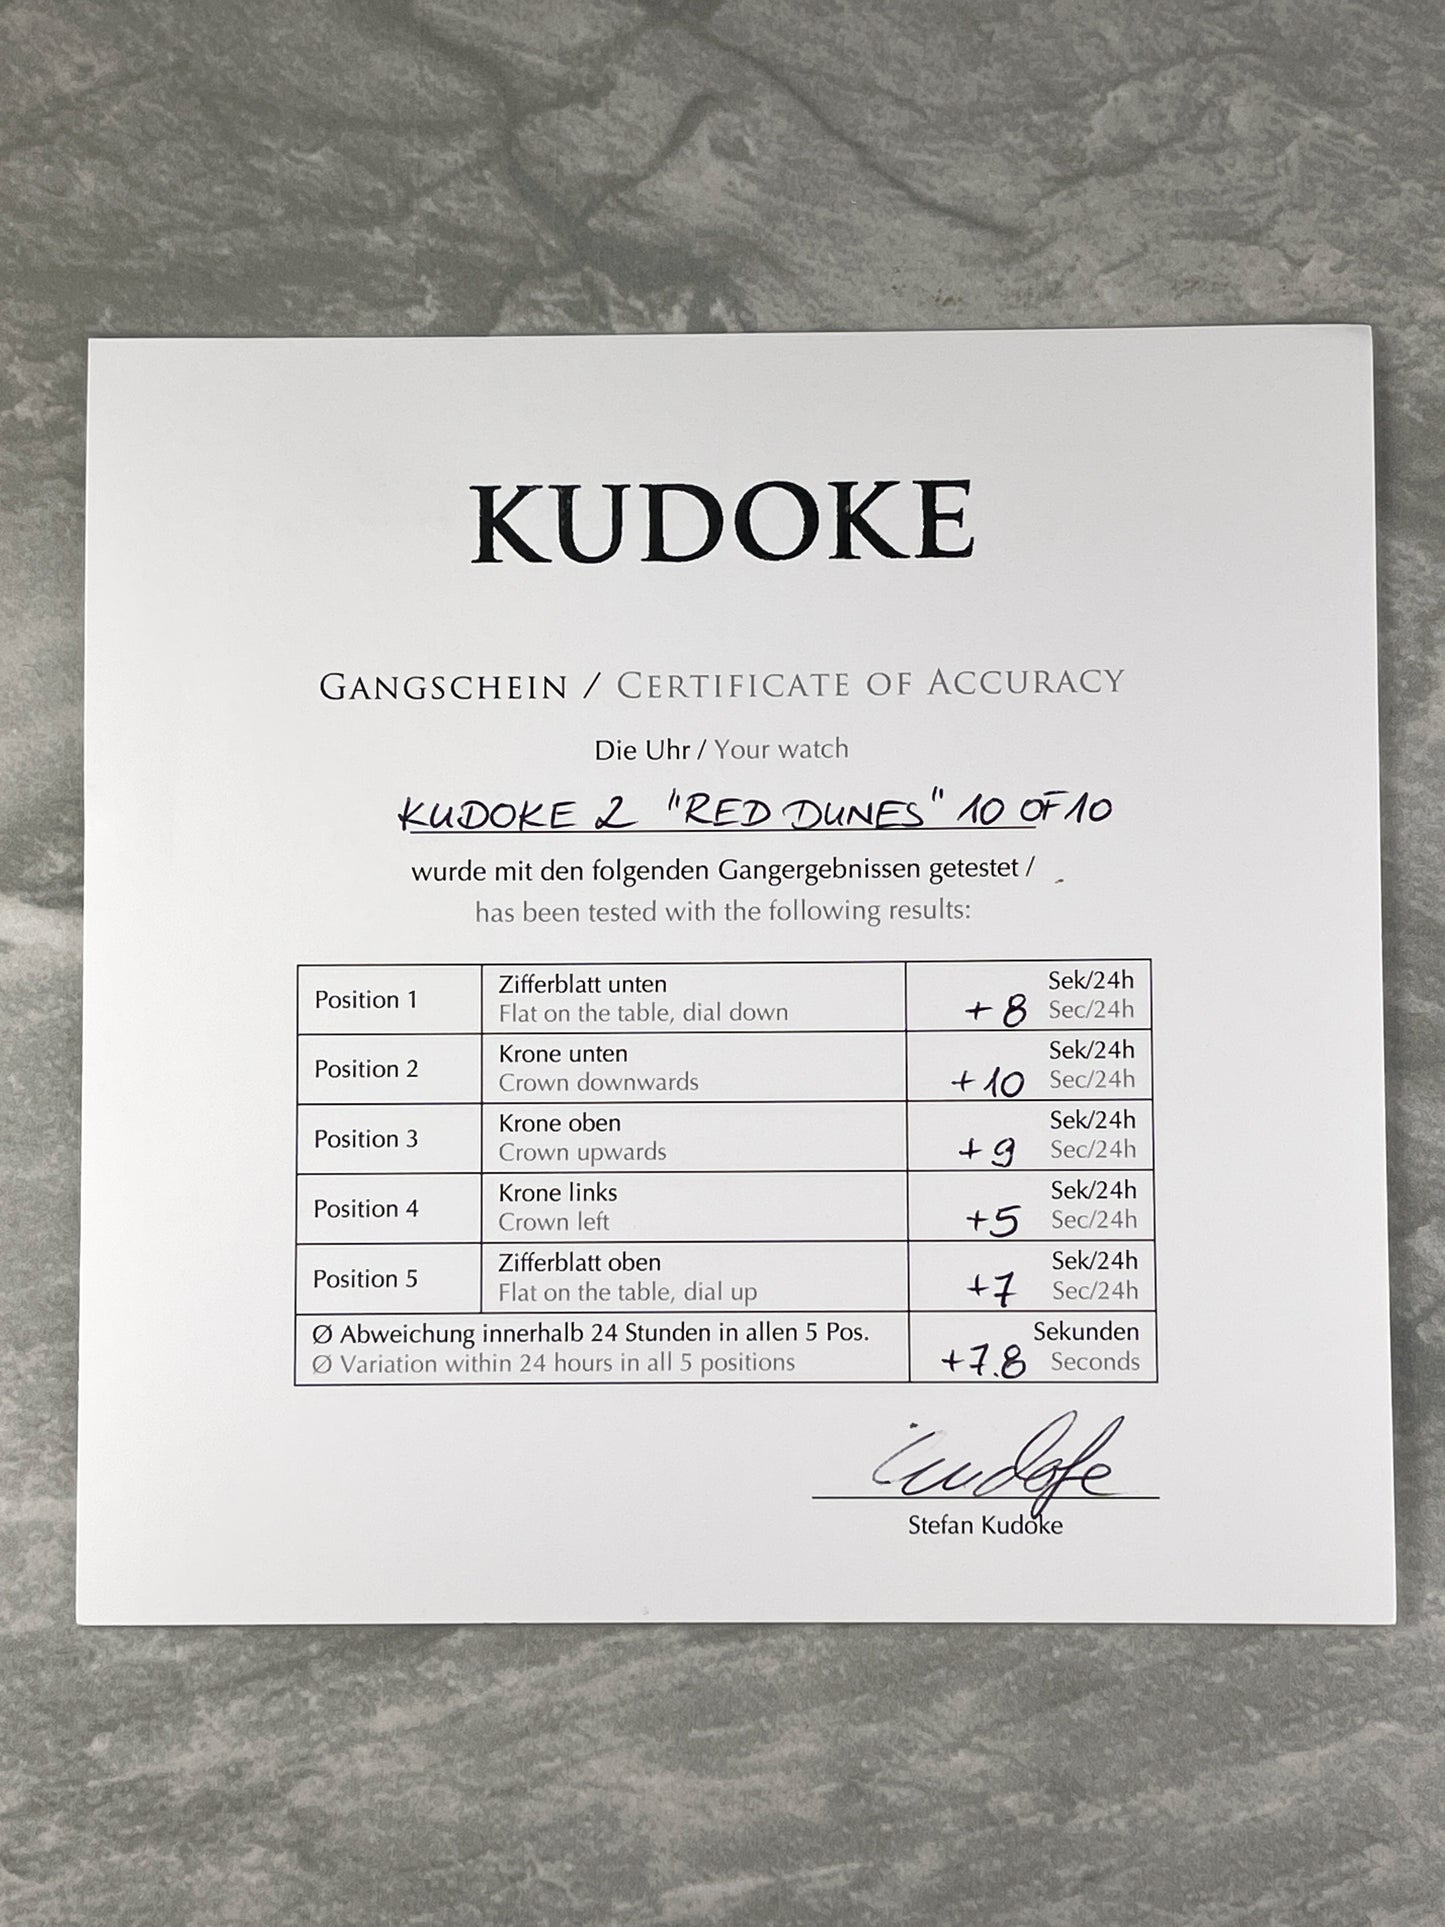 KUDOKE
GANGSCHEIN / CERTIFICATE OF ACCURACY
Die Uhr / Your watch
KUDOKE 2 "RED DUNES" 10 OF 10
wurde mit den folgenden Gangergebnissen getestet /
has been tested with the following results:
Position 1
Zifferblatt unten
Flat on the table, dial down
Sek/24h
+8 Sec/24h
Position 2
Krone unten
Crown downwards
Sek/24h
+10 Sec/24h
Position 3
Krone oben
Crown upwards
Sek/24h
+9 Sec/24h
Position 4
Krone links
Crown left
Sek/24h
+5 Sec/24h
Position 5
Zifferblatt oben
Flat on the table, dial up
Sek/24h
+7 Sec/24h
Ø Abweichung innerhalb 24 Stunden in allen 5 Pos.
Ø Variation within 24 hours in all 5 positions
Sekunden
+7.8 Seconds
Kudoke
Stefan Kudoke